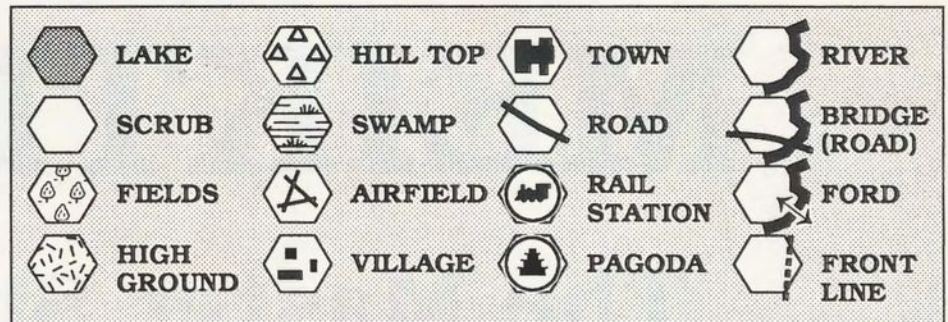 LAKE
HILL TOP
TOWN
RIVER
SCRUB
SWAMP
ROAD
BRIDGE
(ROAD)
FIELDS
AIRFIELD
RAIL
STATION
FORD
HIGH
GROUND
VILLAGE
PAGODA
FRONT
LINE